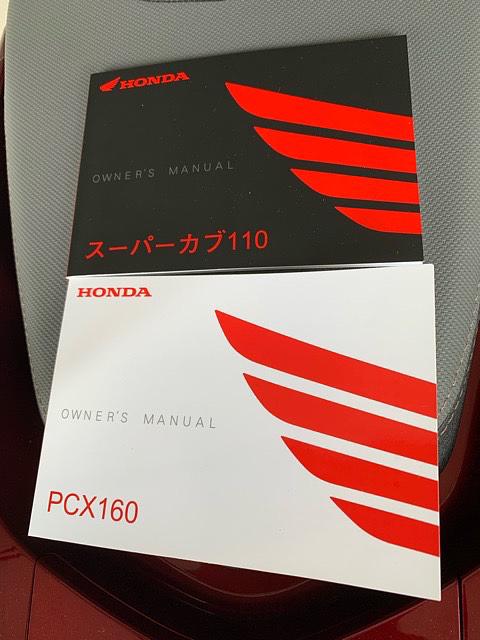 HONDA
OWNER'S MANUAL
スーパーカブ110
HONDA
OWNER'S MANUAL
PCX160